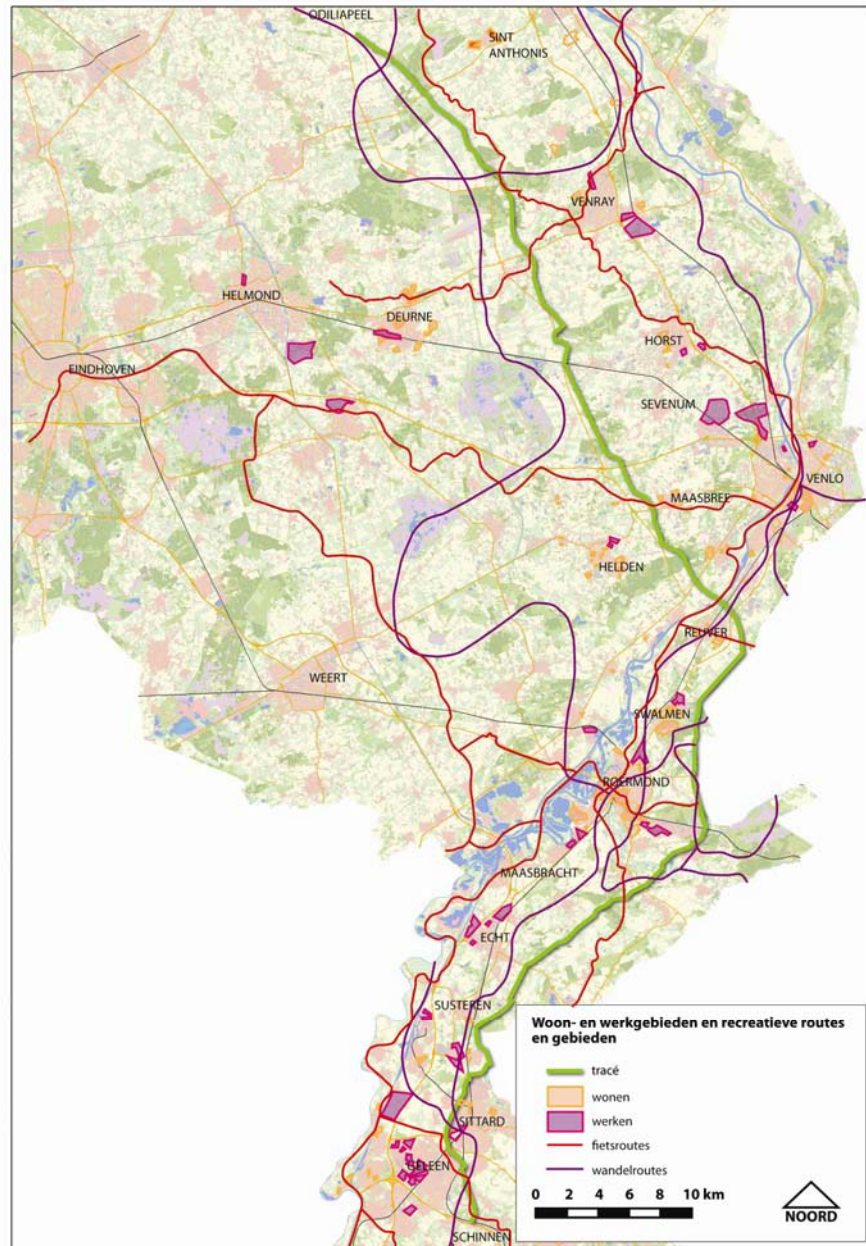 ODILIAPEEL
SINT
ANTHONIS
VENRAY
HELMOND
DEURNE
HORST
EINDHOVEN
SEVENUM
VENLO
MAASBREE
HELDEN
REUVER
WEERT
SWALMEN
ROERMOND
MAASBRACHT
ECHT
SUSTEREN
SITTARD
GELEEN
SCHINNEN
Woon- en werkgebieden en recreatieve routes
en gebieden
tracé
wonen
werken
fietsroutes
wandelroutes
0 2 4 6 8 10 km
NOORD